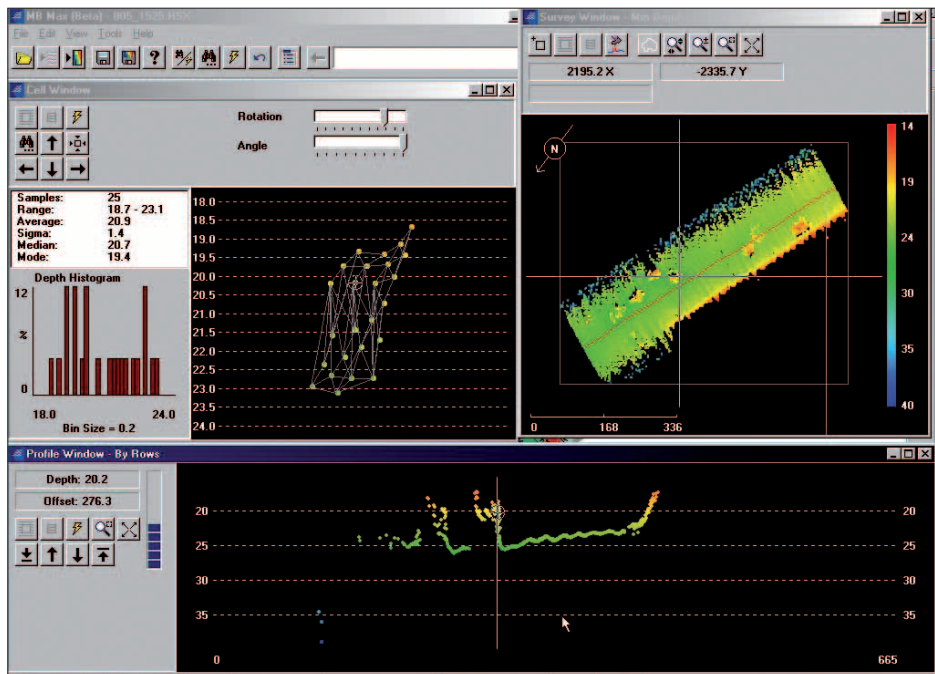 MB Max (Beta) - 005_1525.HSX
File Edit View Tools Help
Cell Window
Rotation
Angle
Samples: 25
Range: 18.7 - 23.1
Average: 20.9
Sigma: 1.4
Median: 20.7
Mode: 19.4
Depth Histogram
12
%
0
18.0 24.0
Bin Size = 0.2
18.0
18.5
19.0
19.5
20.0
20.5
21.0
21.5
22.0
22.5
23.0
23.5
24.0
Survey Window -
2195.2 X -2335.7 Y
N
14
19
24
30
35
40
0 168 336
Profile Window - By Rows
Depth: 20.2
Offset: 276.3
20 20
25 25
30 30
35 35
0 665